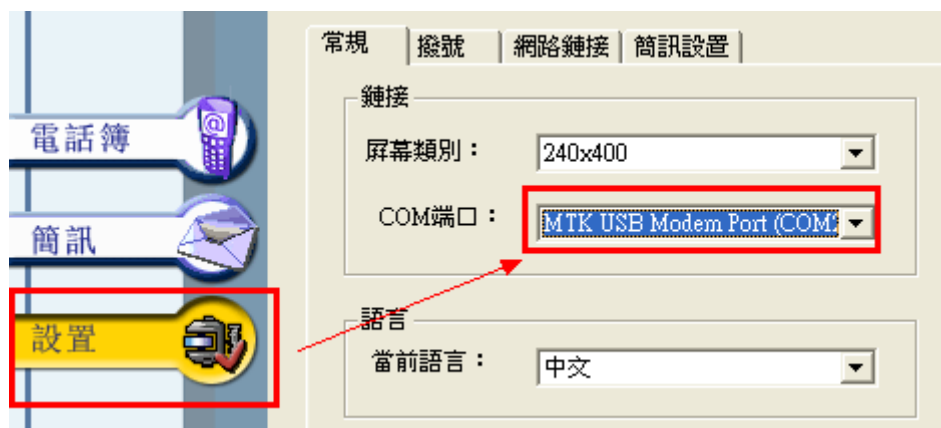 常規 撥號 網路鏈接 簡訊設置
鏈接
電話簿
屏幕類別： 240x400
COM端口： MTK USB Modem Port (COM
簡訊
設置
語言
當前語言： 中文